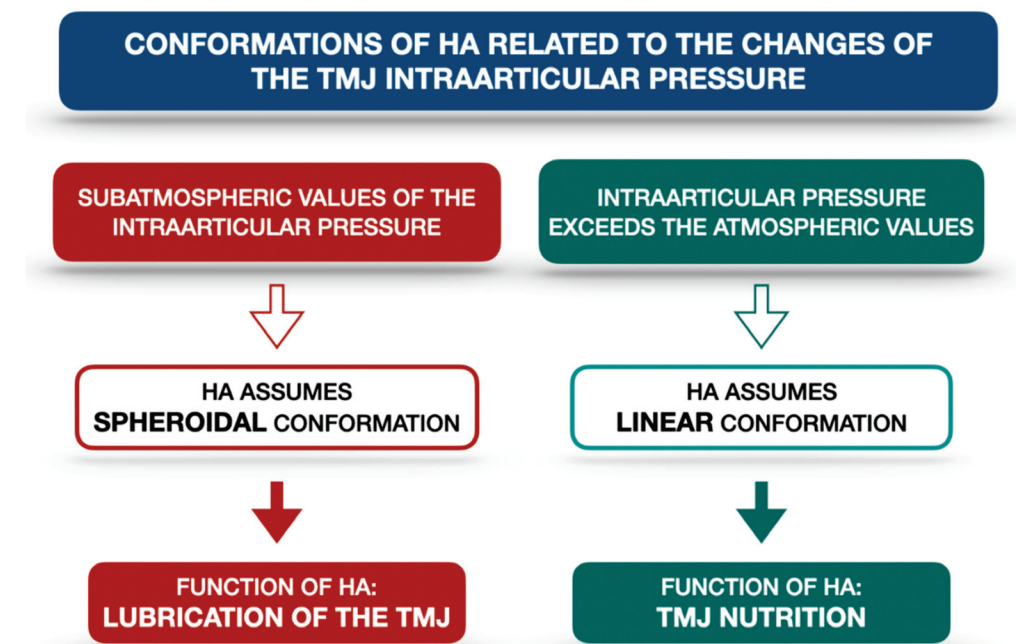 CONFORMATIONS OF HA RELATED TO THE CHANGES OF
THE TMJ INTRAARTICULAR PRESSURE
SUBATMOSPHERIC VALUES OF THE
INTRAARTICULAR PRESSURE
INTRAARTICULAR PRESSURE
EXCEEDS THE ATMOSPHERIC VALUES
HA ASSUMES
SPHEROIDAL CONFORMATION
HA ASSUMES
LINEAR CONFORMATION
FUNCTION OF HA:
LUBRICATION OF THE TMJ
FUNCTION OF HA:
TMJ NUTRITION